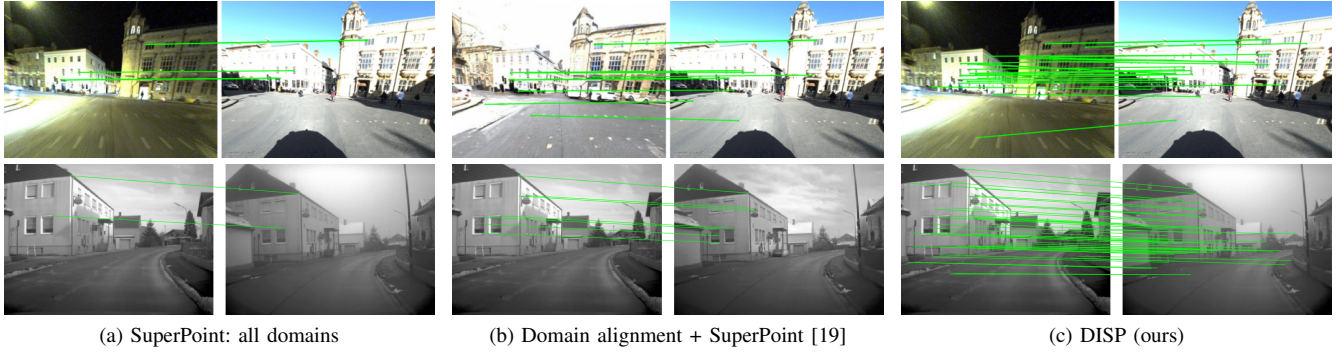 (a) SuperPoint: all domains
(b) Domain alignment + SuperPoint [19]
(c) DISP (ours)